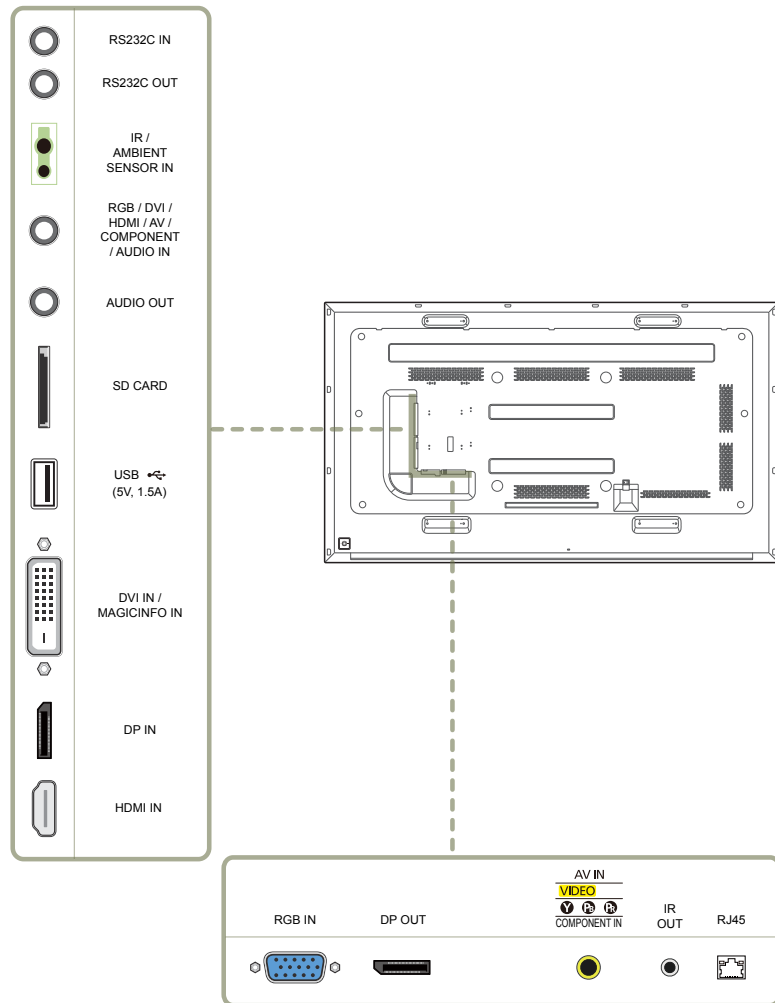 RS232C IN
RS232C OUT
IR /
AMBIENT
SENSOR IN
RGB / DVI /
HDMI / AV /
COMPONENT
/ AUDIO IN
AUDIO OUT
SD CARD
USB
(5V, 1.5A)
DVI IN /
MAGICINFO IN
DP IN
HDMI IN
RGB IN
DP OUT
AV IN
VIDEO
Y PB PR
COMPONENT IN
IR
OUT
RJ45